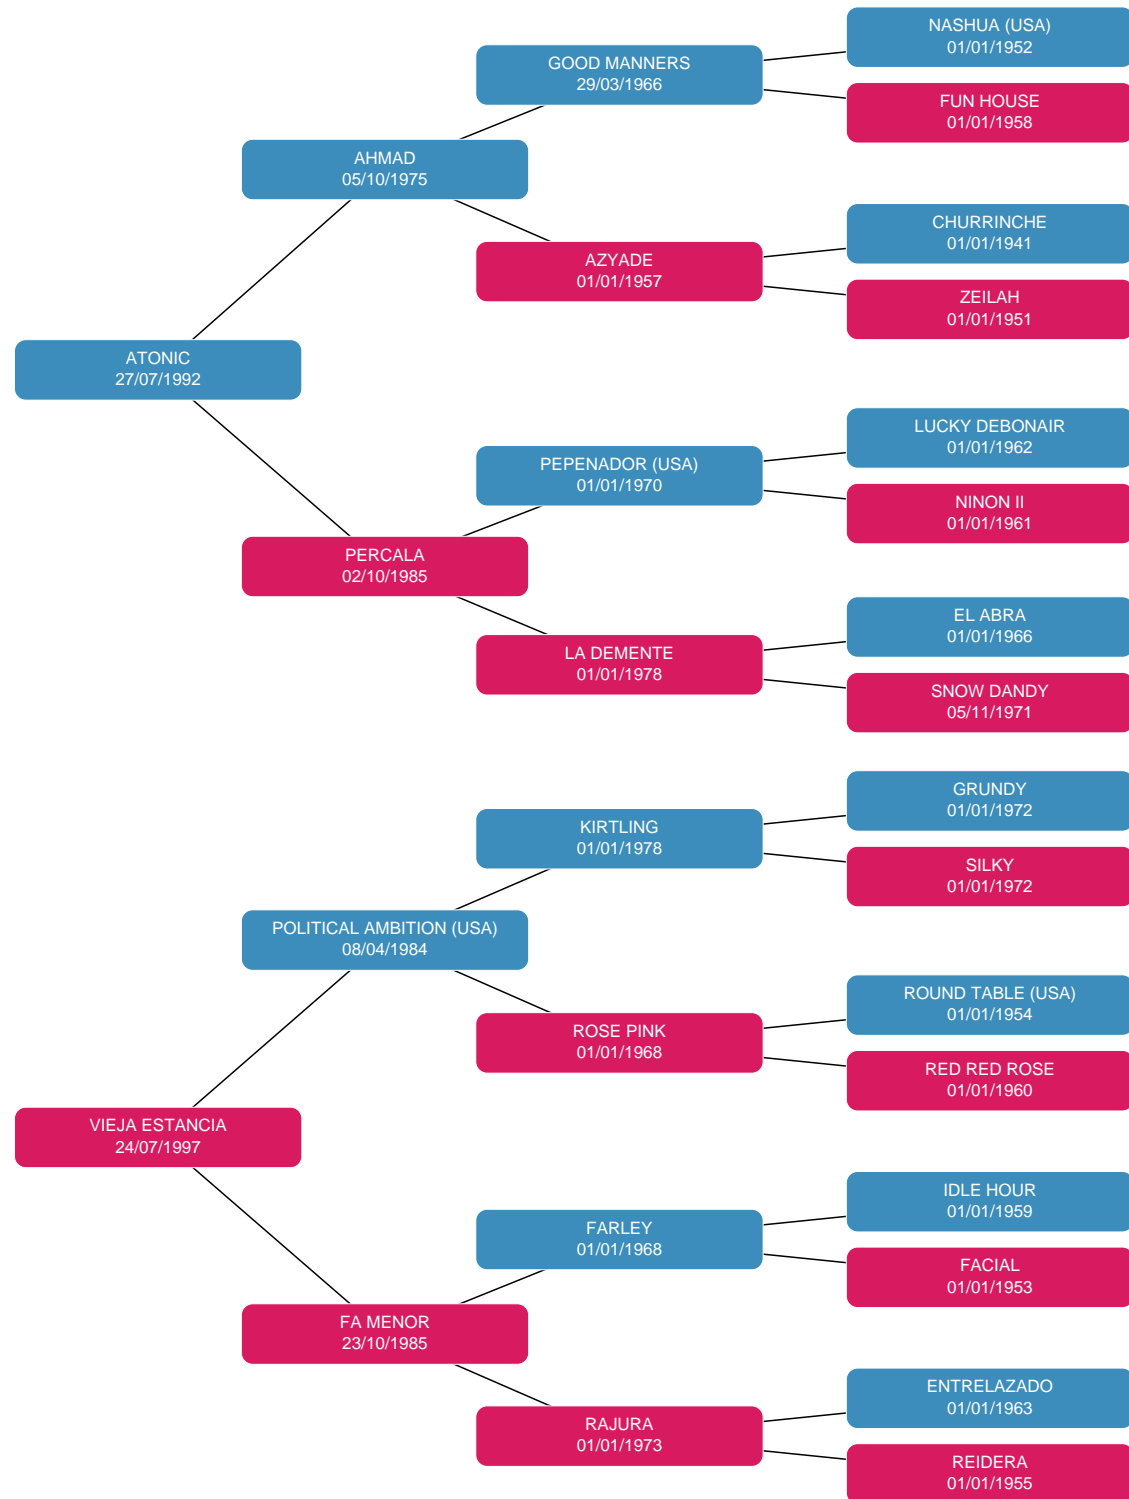 NASHUA (USA)
01/01/1952
GOOD MANNERS
29/03/1966
FUN HOUSE
01/01/1958
AHMAD
05/10/1975
CHURRINCHE
01/01/1941
AZYADE
01/01/1957
ZEILAH
01/01/1951
ATONIC
27/07/1992
LUCKY DEBONAIR
01/01/1962
PEPENADOR (USA)
01/01/1970
NINON II
01/01/1961
PERCALA
02/10/1985
EL ABRA
01/01/1966
LA DEMENTE
01/01/1978
SNOW DANDY
05/11/1971
GRUNDY
01/01/1972
KIRTLING
01/01/1978
SILKY
01/01/1972
POLITICAL AMBITION (USA)
08/04/1984
ROUND TABLE (USA)
01/01/1954
ROSE PINK
01/01/1968
RED RED ROSE
01/01/1960
VIEJA ESTANCIA
24/07/1997
IDLE HOUR
01/01/1959
FARLEY
01/01/1968
FACIAL
01/01/1953
FA MENOR
23/10/1985
ENTRELAZADO
01/01/1963
RAJURA
01/01/1973
REIDERA
01/01/1955